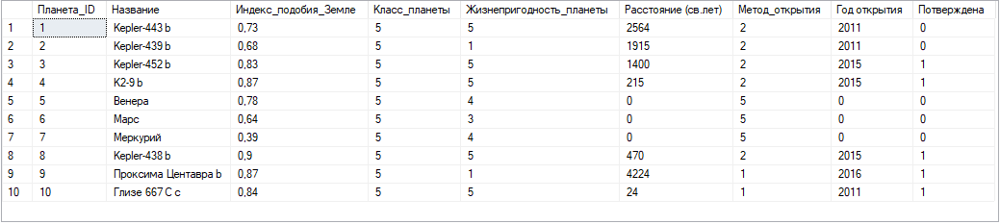 Планета_ID Название Индекс_подобия_Земле Класс_планеты Жизнепригодность_планеты Расстояние (св.лет) Метод_открытия Год открытия Потверждена
1 1 Kepler-443 b 0,73 5 5 2564 2 2011 0
2 2 Kepler-439 b 0,68 5 1 1915 2 2011 0
3 3 Kepler-452 b 0,83 5 5 1400 2 2015 1
4 4 K2-9 b 0,87 5 5 215 2 2015 1
5 5 Венера 0,78 5 4 0 5 0 0
6 6 Марс 0,64 5 3 0 5 0 0
7 7 Меркурий 0,39 5 4 0 5 0 0
8 8 Kepler-438 b 0,9 5 5 470 2 2015 1
9 9 Проксима Центавра b 0,87 5 1 4224 1 2016 1
10 10 Глизе 667 C c 0,84 5 5 24 1 2011 1